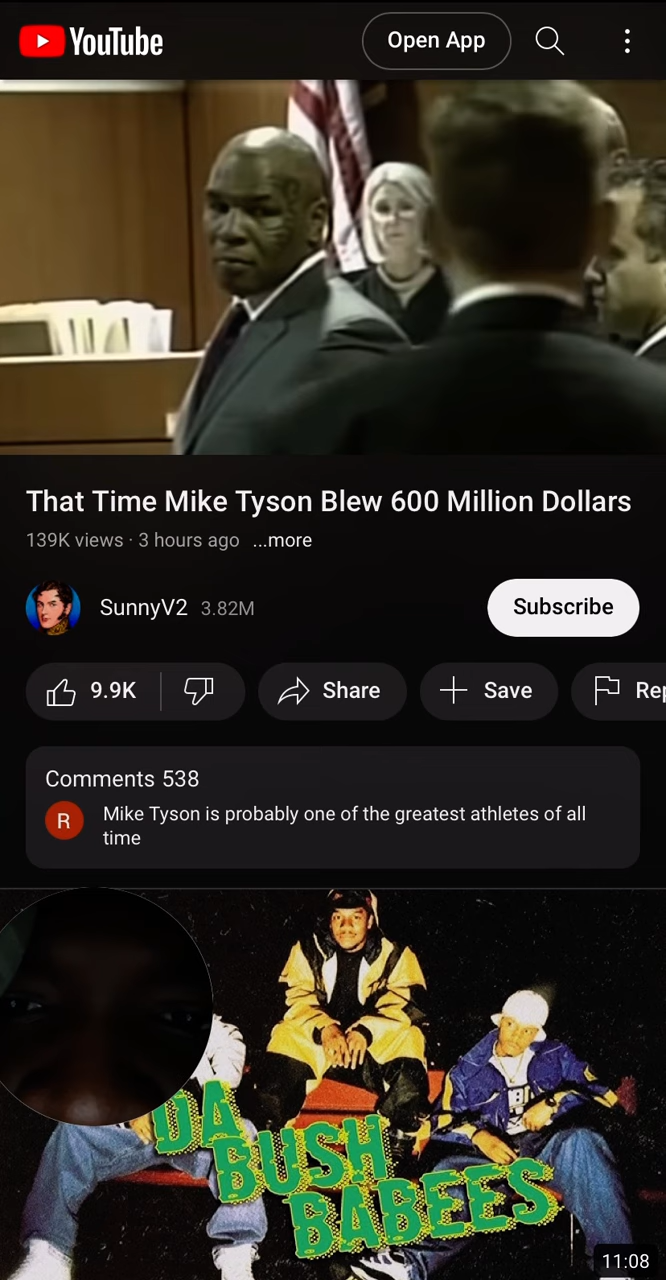 YouTube
Open App
That Time Mike Tyson Blew 600 Million Dollars
139K views · 3 hours ago ...more
SunnyV2 3.82M
Subscribe
9.9K
Share
Save
Rep
Comments 538
R
Mike Tyson is probably one of the greatest athletes of all
time
DA
BUSH
BABEES
11:08